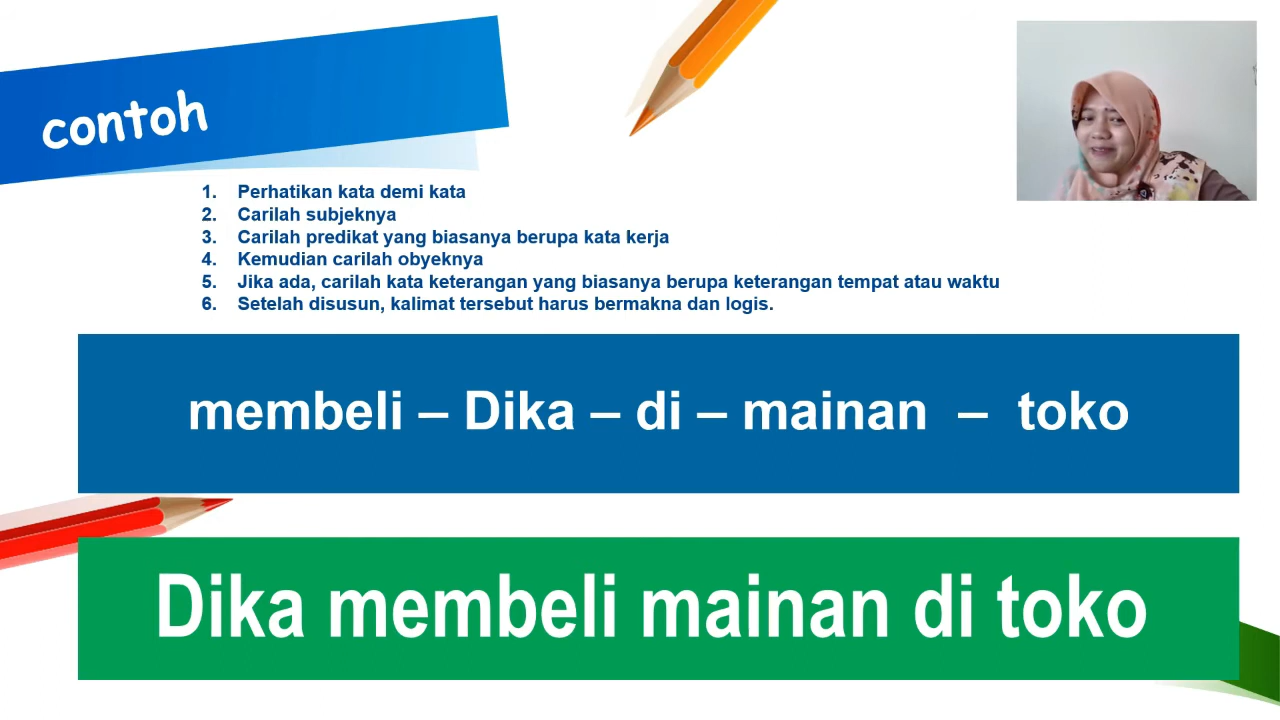 contoh
1. Perhatikan kata demi kata
2. Carilah subjeknya
3. Carilah predikat yang biasanya berupa kata kerja
4. Kemudian carilah obyeknya
5. Jika ada, carilah kata keterangan yang biasanya berupa keterangan tempat atau waktu
6. Setelah disusun, kalimat tersebut harus bermakna dan logis.
membeli – Dika – di – mainan – toko
Dika membeli mainan di toko